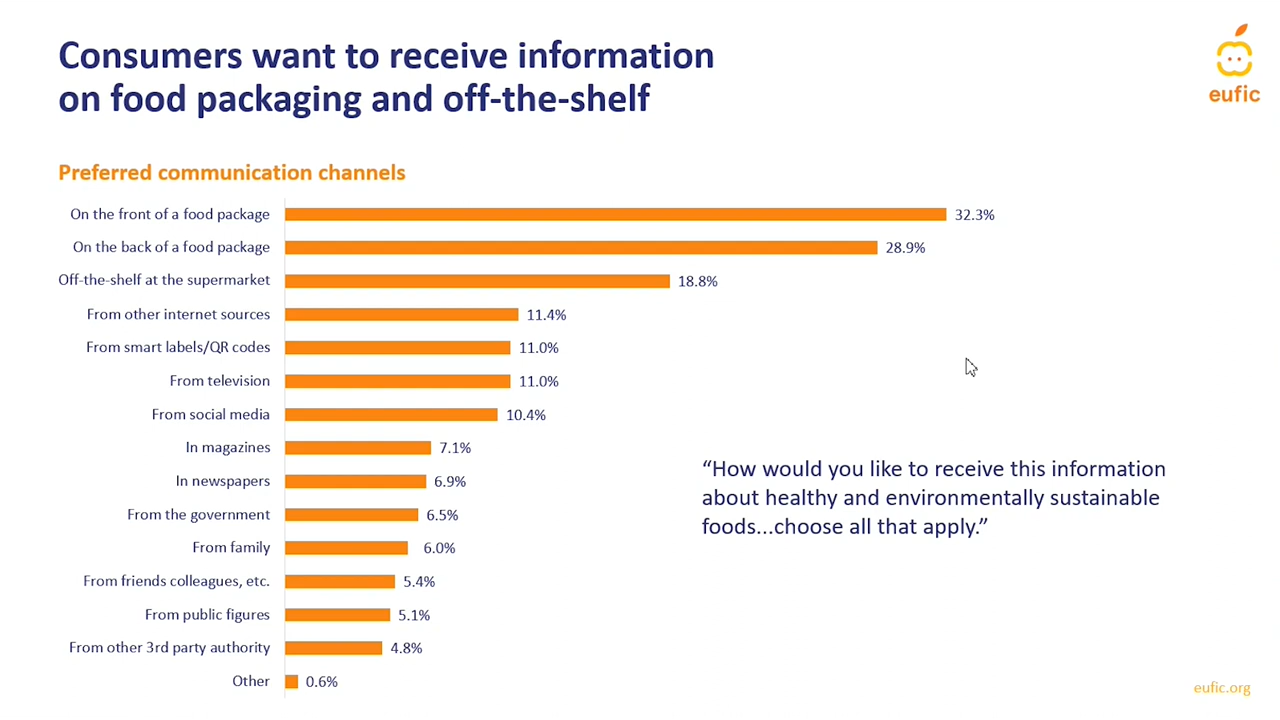 Consumers want to receive information
on food packaging and off-the-shelf
eufic
Preferred communication channels
On the front of a food package 32.3%
On the back of a food package 28.9%
Off-the-shelf at the supermarket 18.8%
From other internet sources 11.4%
From smart labels/QR codes 11.0%
From television 11.0%
From social media 10.4%
In magazines 7.1%
In newspapers 6.9%
From the government 6.5%
From family 6.0%
From friends colleagues, etc. 5.4%
From public figures 5.1%
From other 3rd party authority 4.8%
Other 0.6%
“How would you like to receive this information
about healthy and environmentally sustainable
foods...choose all that apply.”
eufic.org